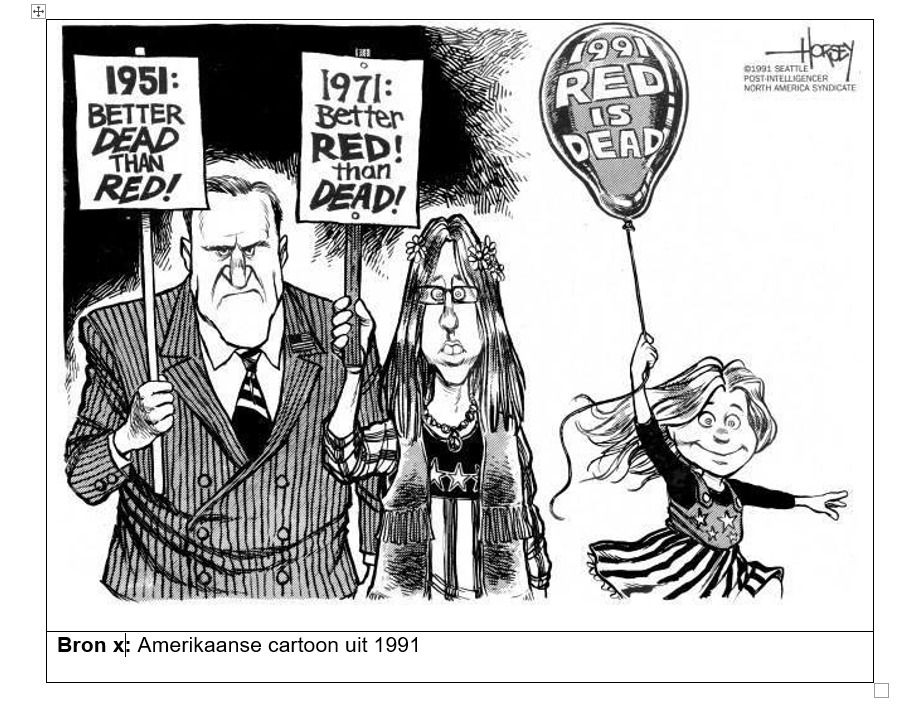 1951:
BETTER
DEAD
THAN
RED!
1971:
Better
RED!
than
DEAD!
1991
RED
IS
DEAD!
HORSEY
©1991 SEATTLE
POST-INTELLIGENCER
NORTH AMERICA SYNDICATE
Bron x: Amerikaanse cartoon uit 1991